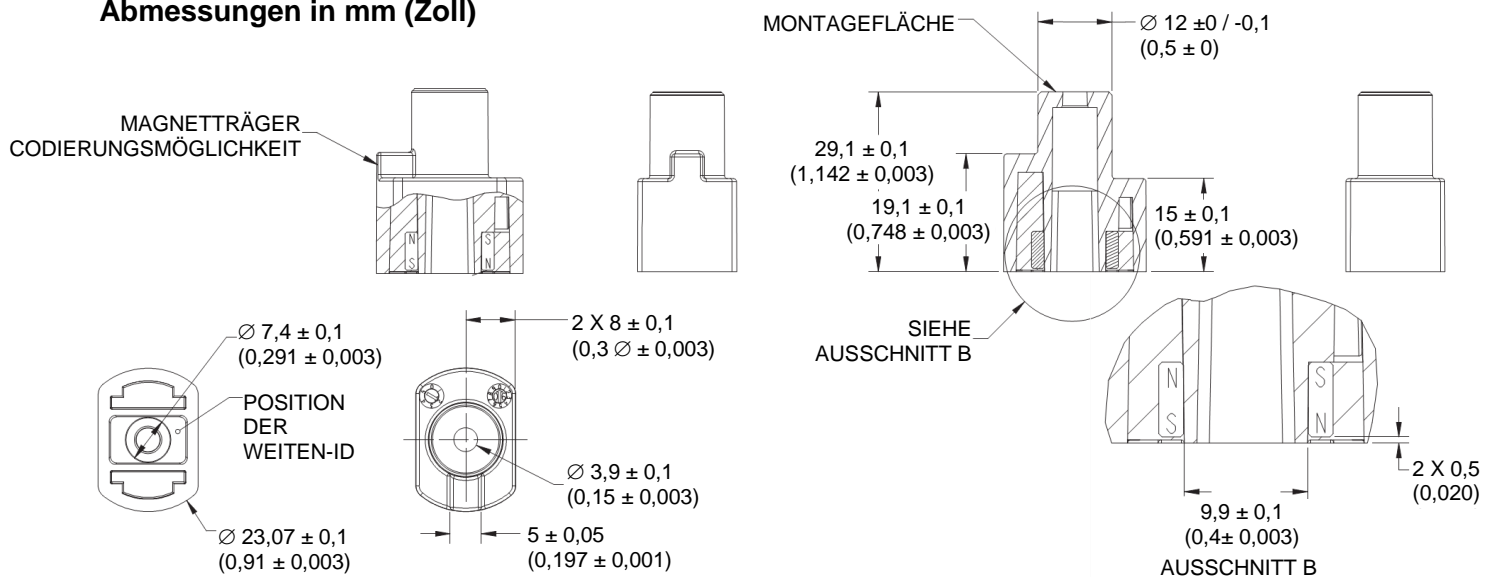 Abmessungen in mm (Zoll)
MONTAGEFLÄCHE
∅ 12 ±0 / -0,1
(0,5 ± 0)
MAGNETTRÄGER
CODIERUNGSMÖGLICHKEIT
29,1 ± 0,1
(1,142 ± 0,003)
19,1 ± 0,1
(0,748 ± 0,003)
15 ± 0,1
(0,591 ± 0,003)
N
S
S
N
SIEHE
AUSSCHNITT B
∅ 7,4 ± 0,1
(0,291 ± 0,003)
2 X 8 ± 0,1
(0,3 ∅ ± 0,003)
POSITION
DER
WEITEN-ID
∅ 3,9 ± 0,1
(0,15 ± 0,003)
∅ 23,07 ± 0,1
(0,91 ± 0,003)
5 ± 0,05
(0,197 ± 0,001)
N
S
S
N
2 X 0,5
(0,020)
9,9 ± 0,1
(0,4± 0,003)
AUSSCHNITT B